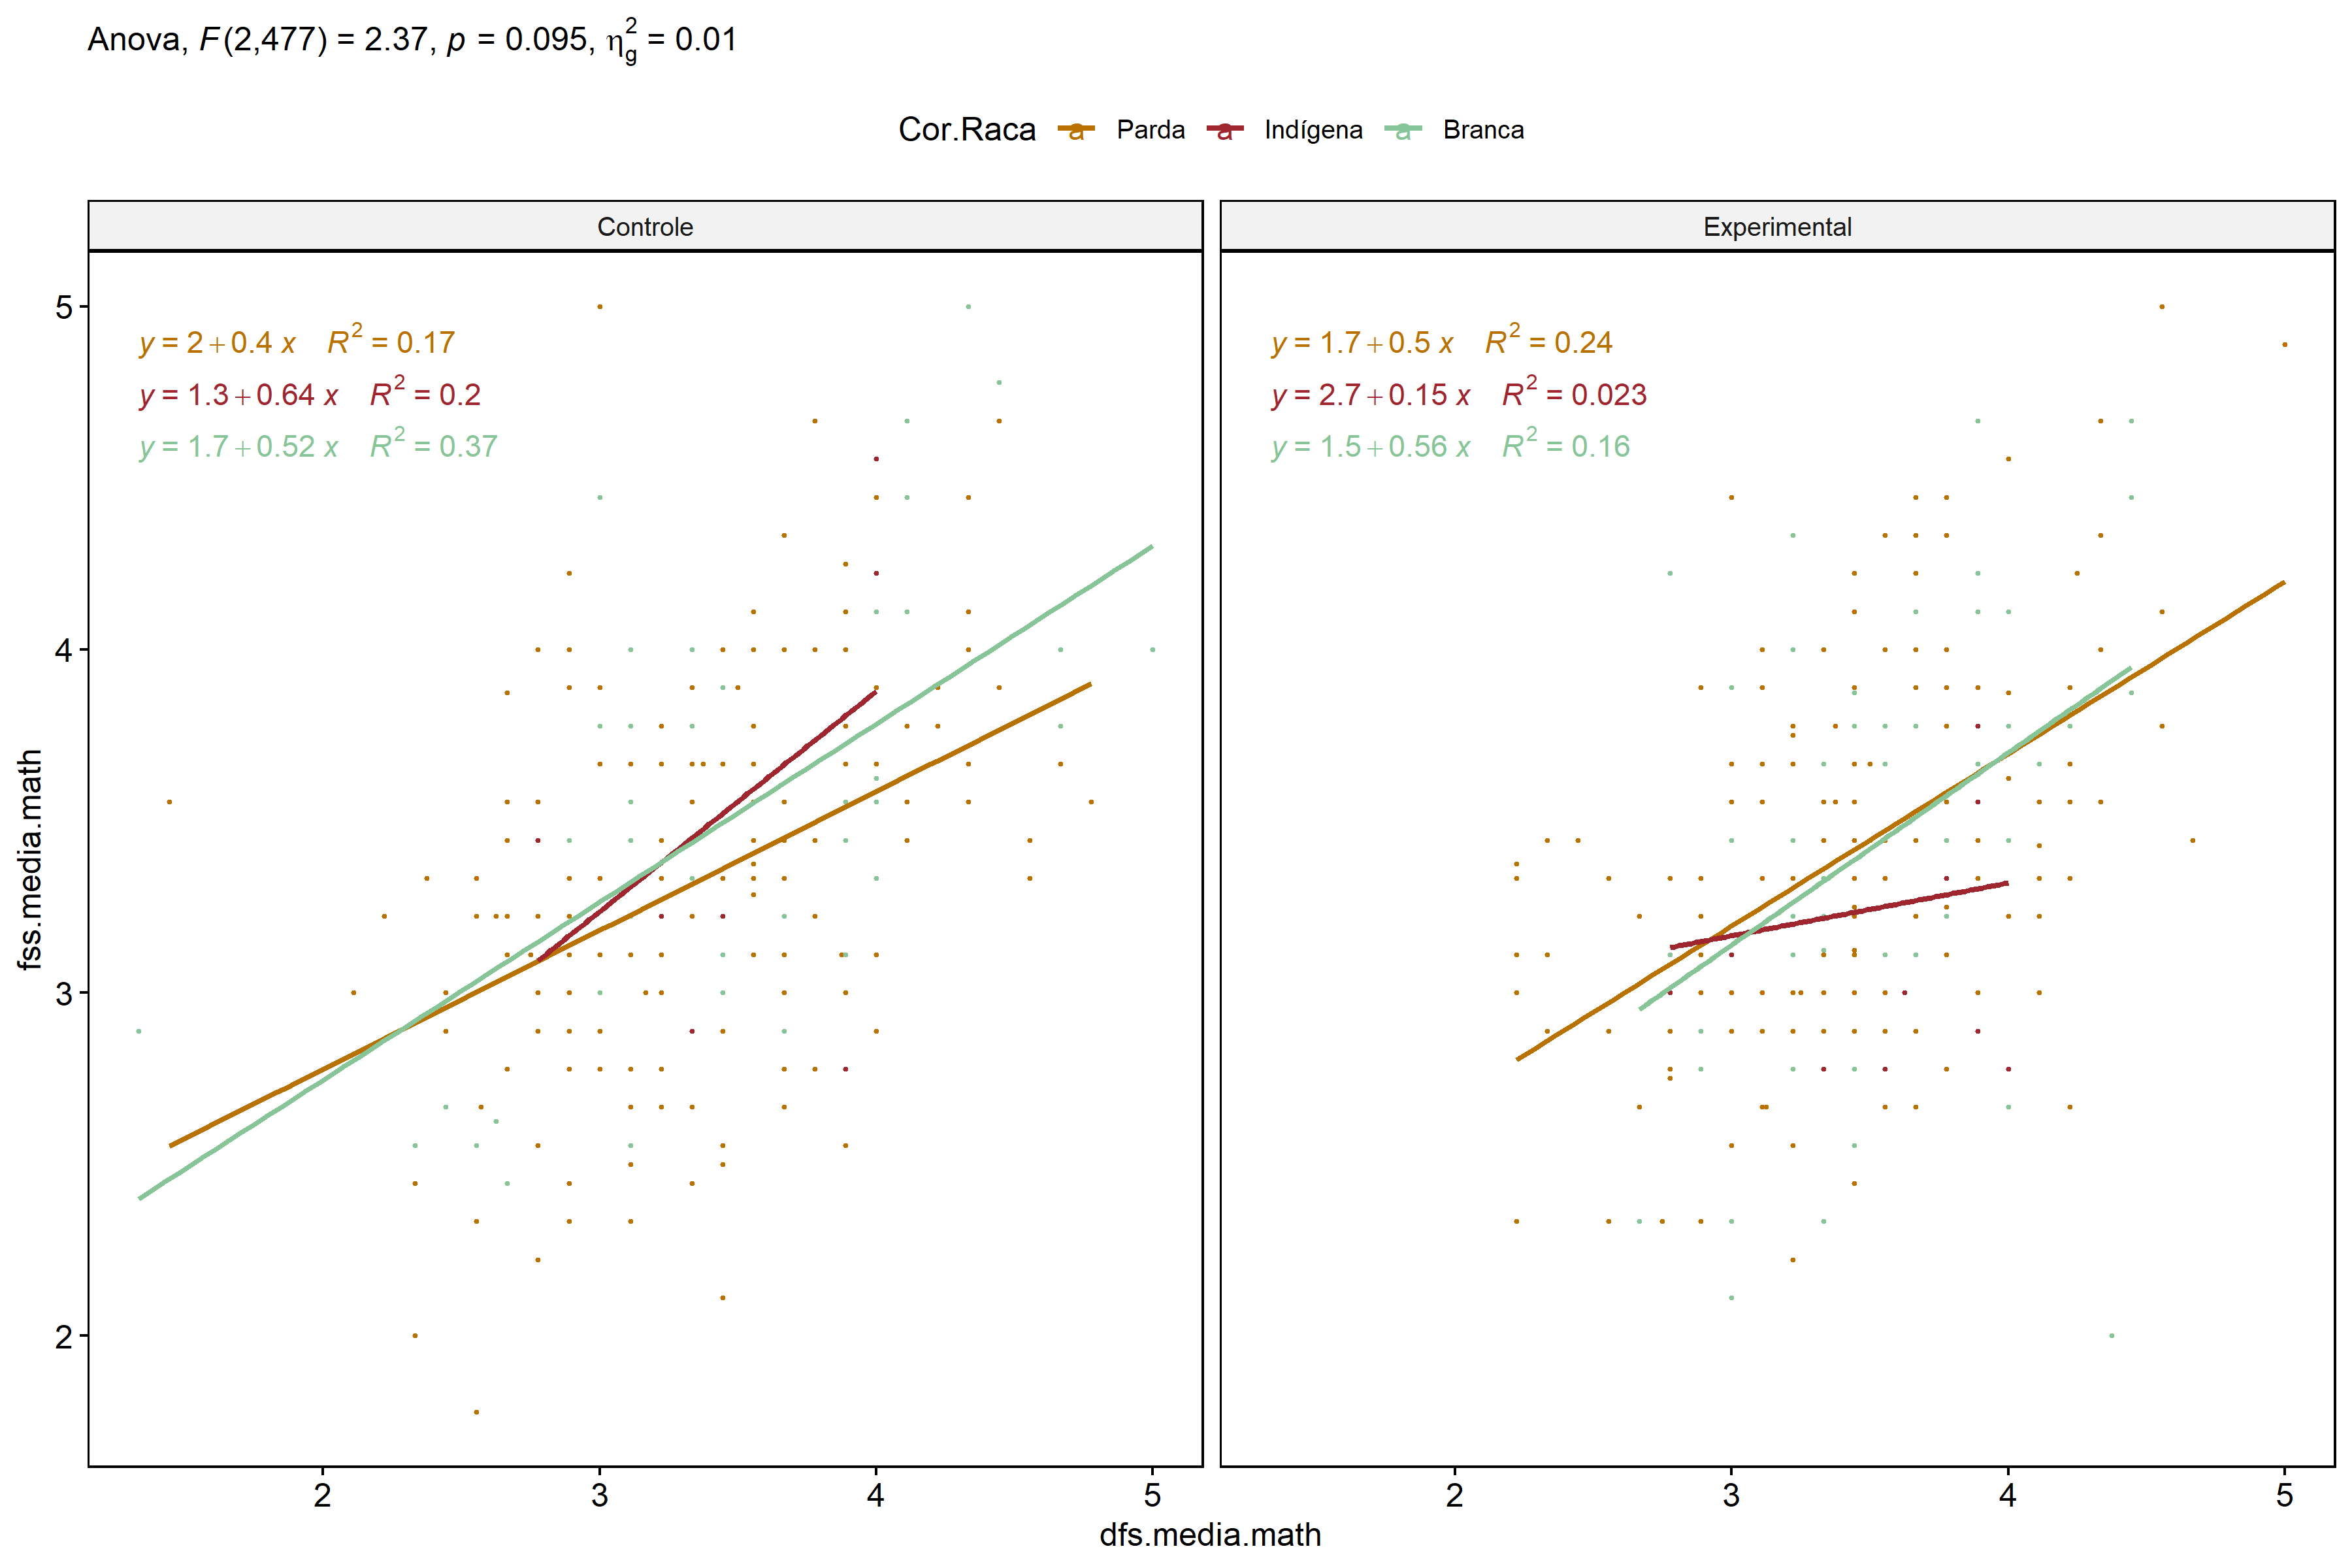 Anova, F(2,477) = 2.37, p = 0.095, η²g = 0.01
Cor.Raca a Parda a Indígena a Branca
Controle
Experimental
y = 2 + 0.4 x R² = 0.17
y = 1.3 + 0.64 x R² = 0.2
y = 1.7 + 0.52 x R² = 0.37
y = 1.7 + 0.5 x R² = 0.24
y = 2.7 + 0.15 x R² = 0.023
y = 1.5 + 0.56 x R² = 0.16
5
4
3
2
fss.media.math
2 3 4 5
2 3 4 5
dfs.media.math